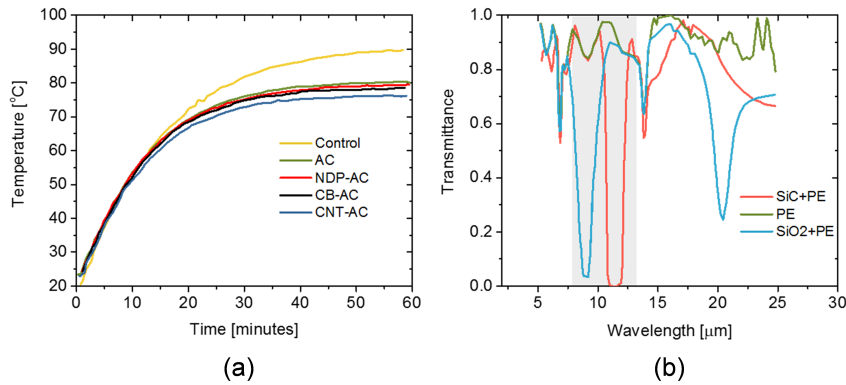 100
90
80
70
60
50
40
30
20
0
10
20
30
40
50
60
Temperature [°C]
Time [minutes]
Control
AC
NDP-AC
CB-AC
CNT-AC
(a)
1.0
0.8
0.6
0.4
0.2
0.0
0
5
10
15
20
25
30
Transmittance
Wavelength [μm]
SiC+PE
PE
SiO2+PE
(b)